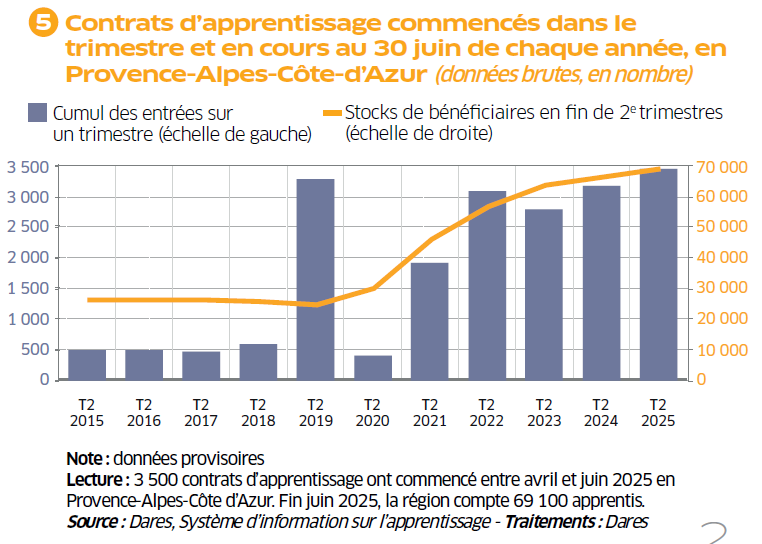 5 Contrats d'apprentissage commencés dans le
trimestre et en cours au 30 juin de chaque année, en
Provence-Alpes-Côte-d'Azur (données brutes, en nombre)
Cumul des entrées sur
un trimestre (échelle de gauche)
Stocks de bénéficiaires en fin de 2e trimestres
(échelle de droite)
3 500
3 000
2 500
2 000
1 500
1 000
500
0
70 000
60 000
50 000
40 000
30 000
20 000
10 000
0
T2 T2 T2 T2 T2 T2 T2 T2 T2 T2 T2
2015 2016 2017 2018 2019 2020 2021 2022 2023 2024 2025
Note : données provisoires
Lecture : 3 500 contrats d'apprentissage ont commencé entre avril et juin 2025 en
Provence-Alpes-Côte d'Azur. Fin juin 2025, la région compte 69 100 apprentis.
Source : Dares, Système d'information sur l'apprentissage - Traitements : Dares